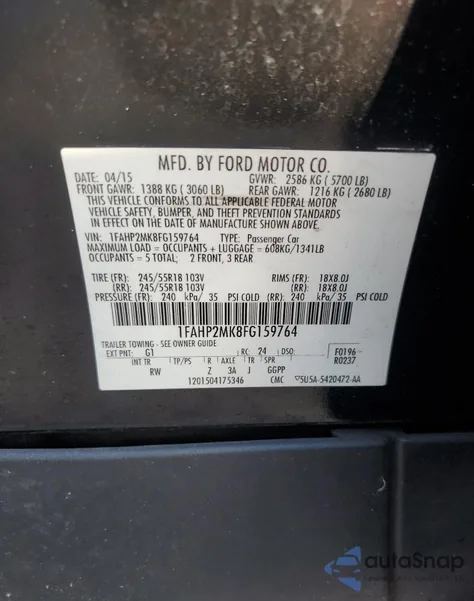 MFD. BY FORD MOTOR CO.
DATE: 04/15 GVWR: 2586 KG ( 5700 LB)
FRONT GAWR: 1388 KG ( 3060 LB) REAR GAWR: 1216 KG ( 2680 LB)
THIS VEHICLE CONFORMS TO ALL APPLICABLE FEDERAL MOTOR
VEHICLE SAFETY, BUMPER, AND THEFT PREVENTION STANDARDS
IN EFFECT ON THE DATE OF MANUFACTURE SHOWN ABOVE.
VIN: 1FAHP2MK8FG159764 TYPE: Passenger Car
MAXIMUM LOAD = OCCUPANTS + LUGGAGE = 608KG/1341LB
OCCUPANTS = 5 TOTAL; 2 FRONT, 3 REAR
TIRE (FR): 245/55R18 103V RIMS (FR): 18X8.0J
(RR): 245/55R18 103V (RR): 18X8.0J
PRESSURE (FR): 240 kPa/ 35 PSI COLD (RR): 240 kPa/ 35 PSI COLD
1FAHP2MK8FG159764
TRAILER TOWING - SEE OWNER GUIDE
EXT PNT: G1 RC: 24 DSO: F0196
INT TR TP/PS R AXLE TR SPR R0237
RW Z 3A J GGPP
1201504175346 CMC 5U5A-5420472-AA
autoSnap